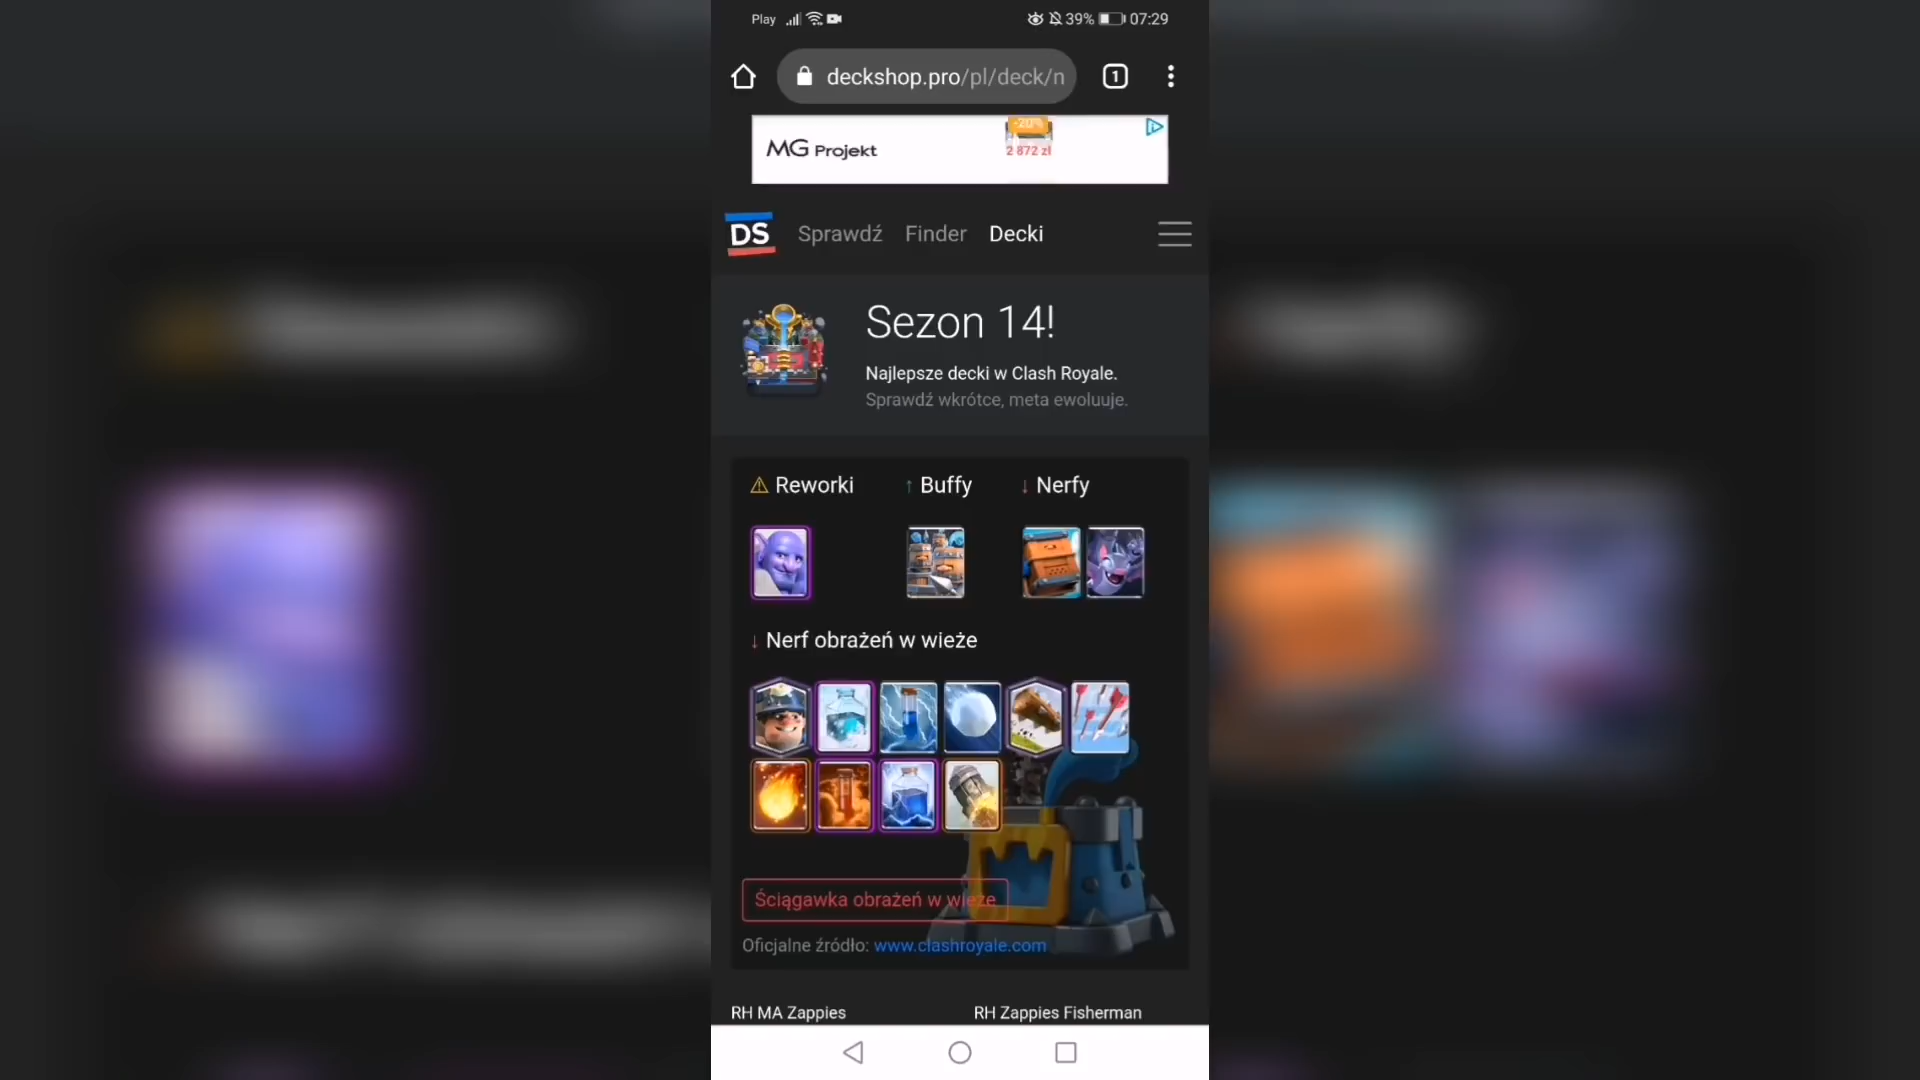 Play 39% 07:29
deckshop.pro/pl/deck/n 1
MG Projekt
-20%
2 872 zł
DS Sprawdź Finder Decki
Sezon 14!
Najlepsze decki w Clash Royale.
Sprawdź wkrótce, meta ewoluuje.
⚠ Reworki ↑ Buffy ↓ Nerfy
↓ Nerf obrażeń w wieże
Ściągawka obrażeń w wieże
Oficjalne źródło: www.clashroyale.com
RH MA Zappies RH Zappies Fisherman